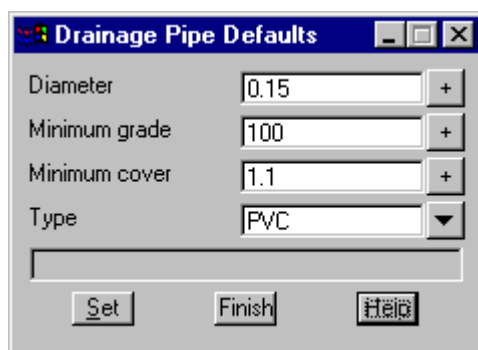 Drainage Pipe Defaults
Diameter 0.15 +
Minimum grade 100 +
Minimum cover 1.1 +
Type PVC
Set Finish Help